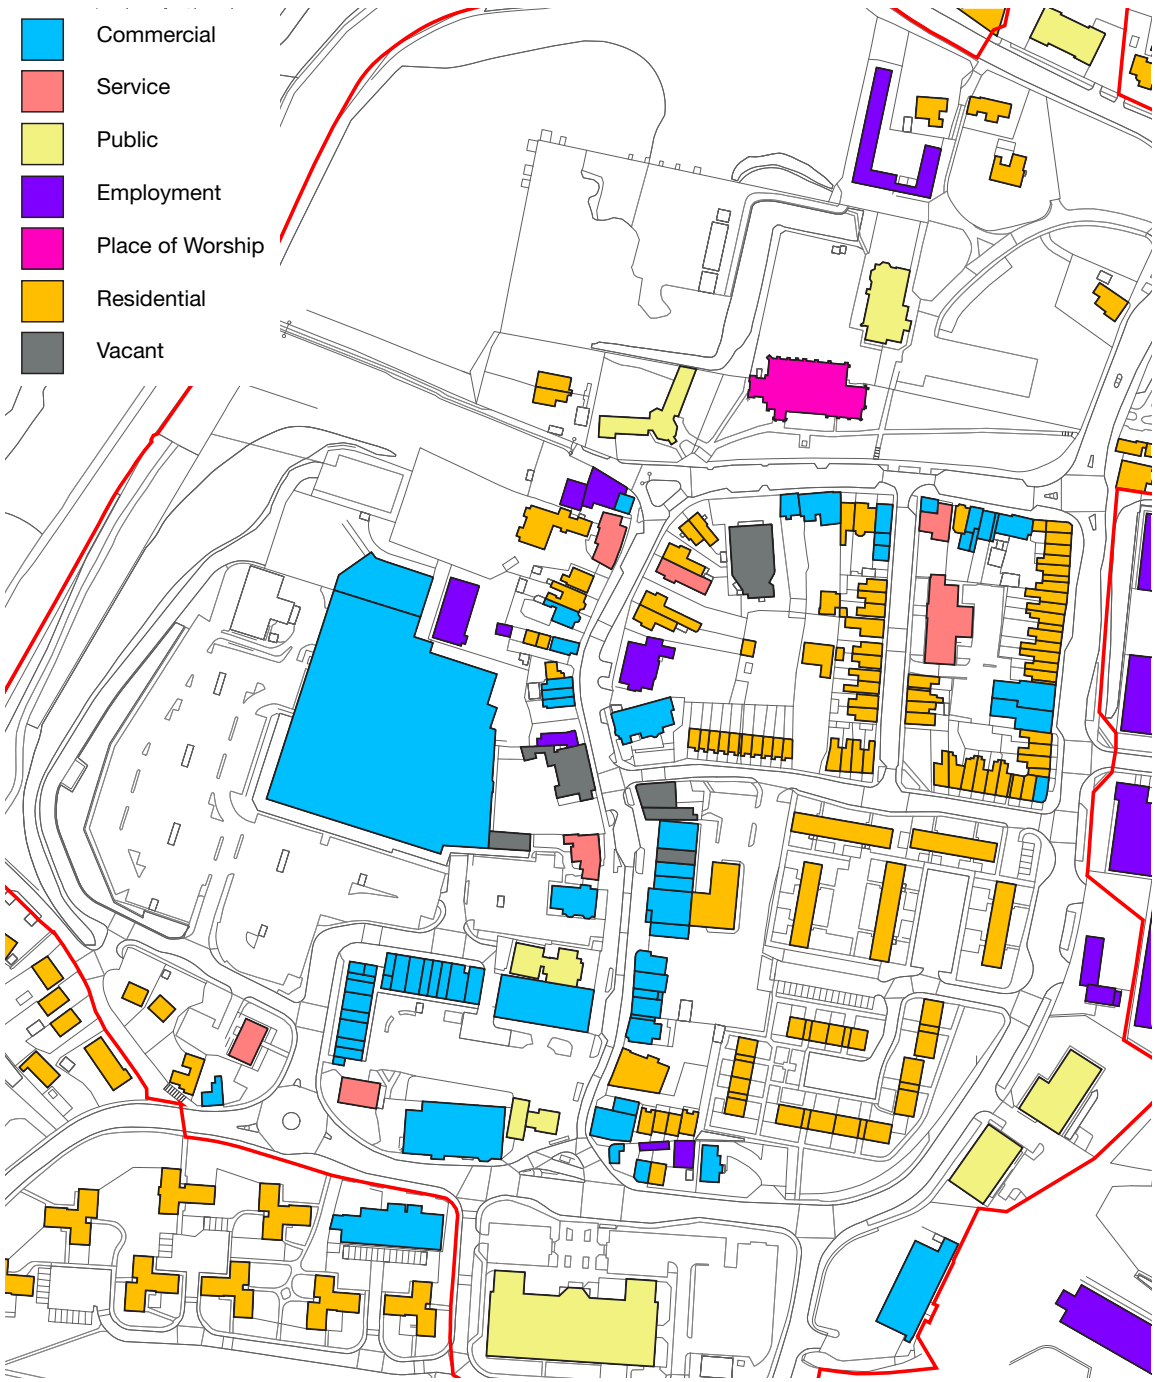 Commercial
Service
Public
Employment
Place of Worship
Residential
Vacant